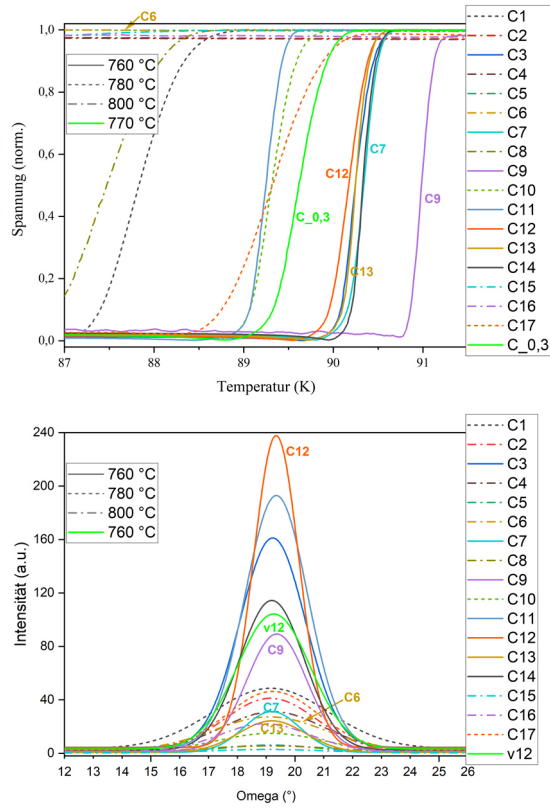 C6
760 °C
780 °C
800 °C
770 °C
C12
C7
C9
C_0,3
C13
Spannung (norm.)
1,0
0,8
0,6
0,4
0,2
0,0
87
88
89
90
91
Temperatur (K)
C1
C2
C3
C4
C5
C6
C7
C8
C9
C10
C11
C12
C13
C14
C15
C16
C17
C_0,3
760 °C
780 °C
800 °C
760 °C
C12
v12
C9
C6
C7
C13
Intensität (a.u.)
240
200
160
120
80
40
0
12
13
14
15
16
17
18
19
20
21
22
23
24
25
26
Omega (°)
C1
C2
C3
C4
C5
C6
C7
C8
C9
C10
C11
C12
C13
C14
C15
C16
C17
v12